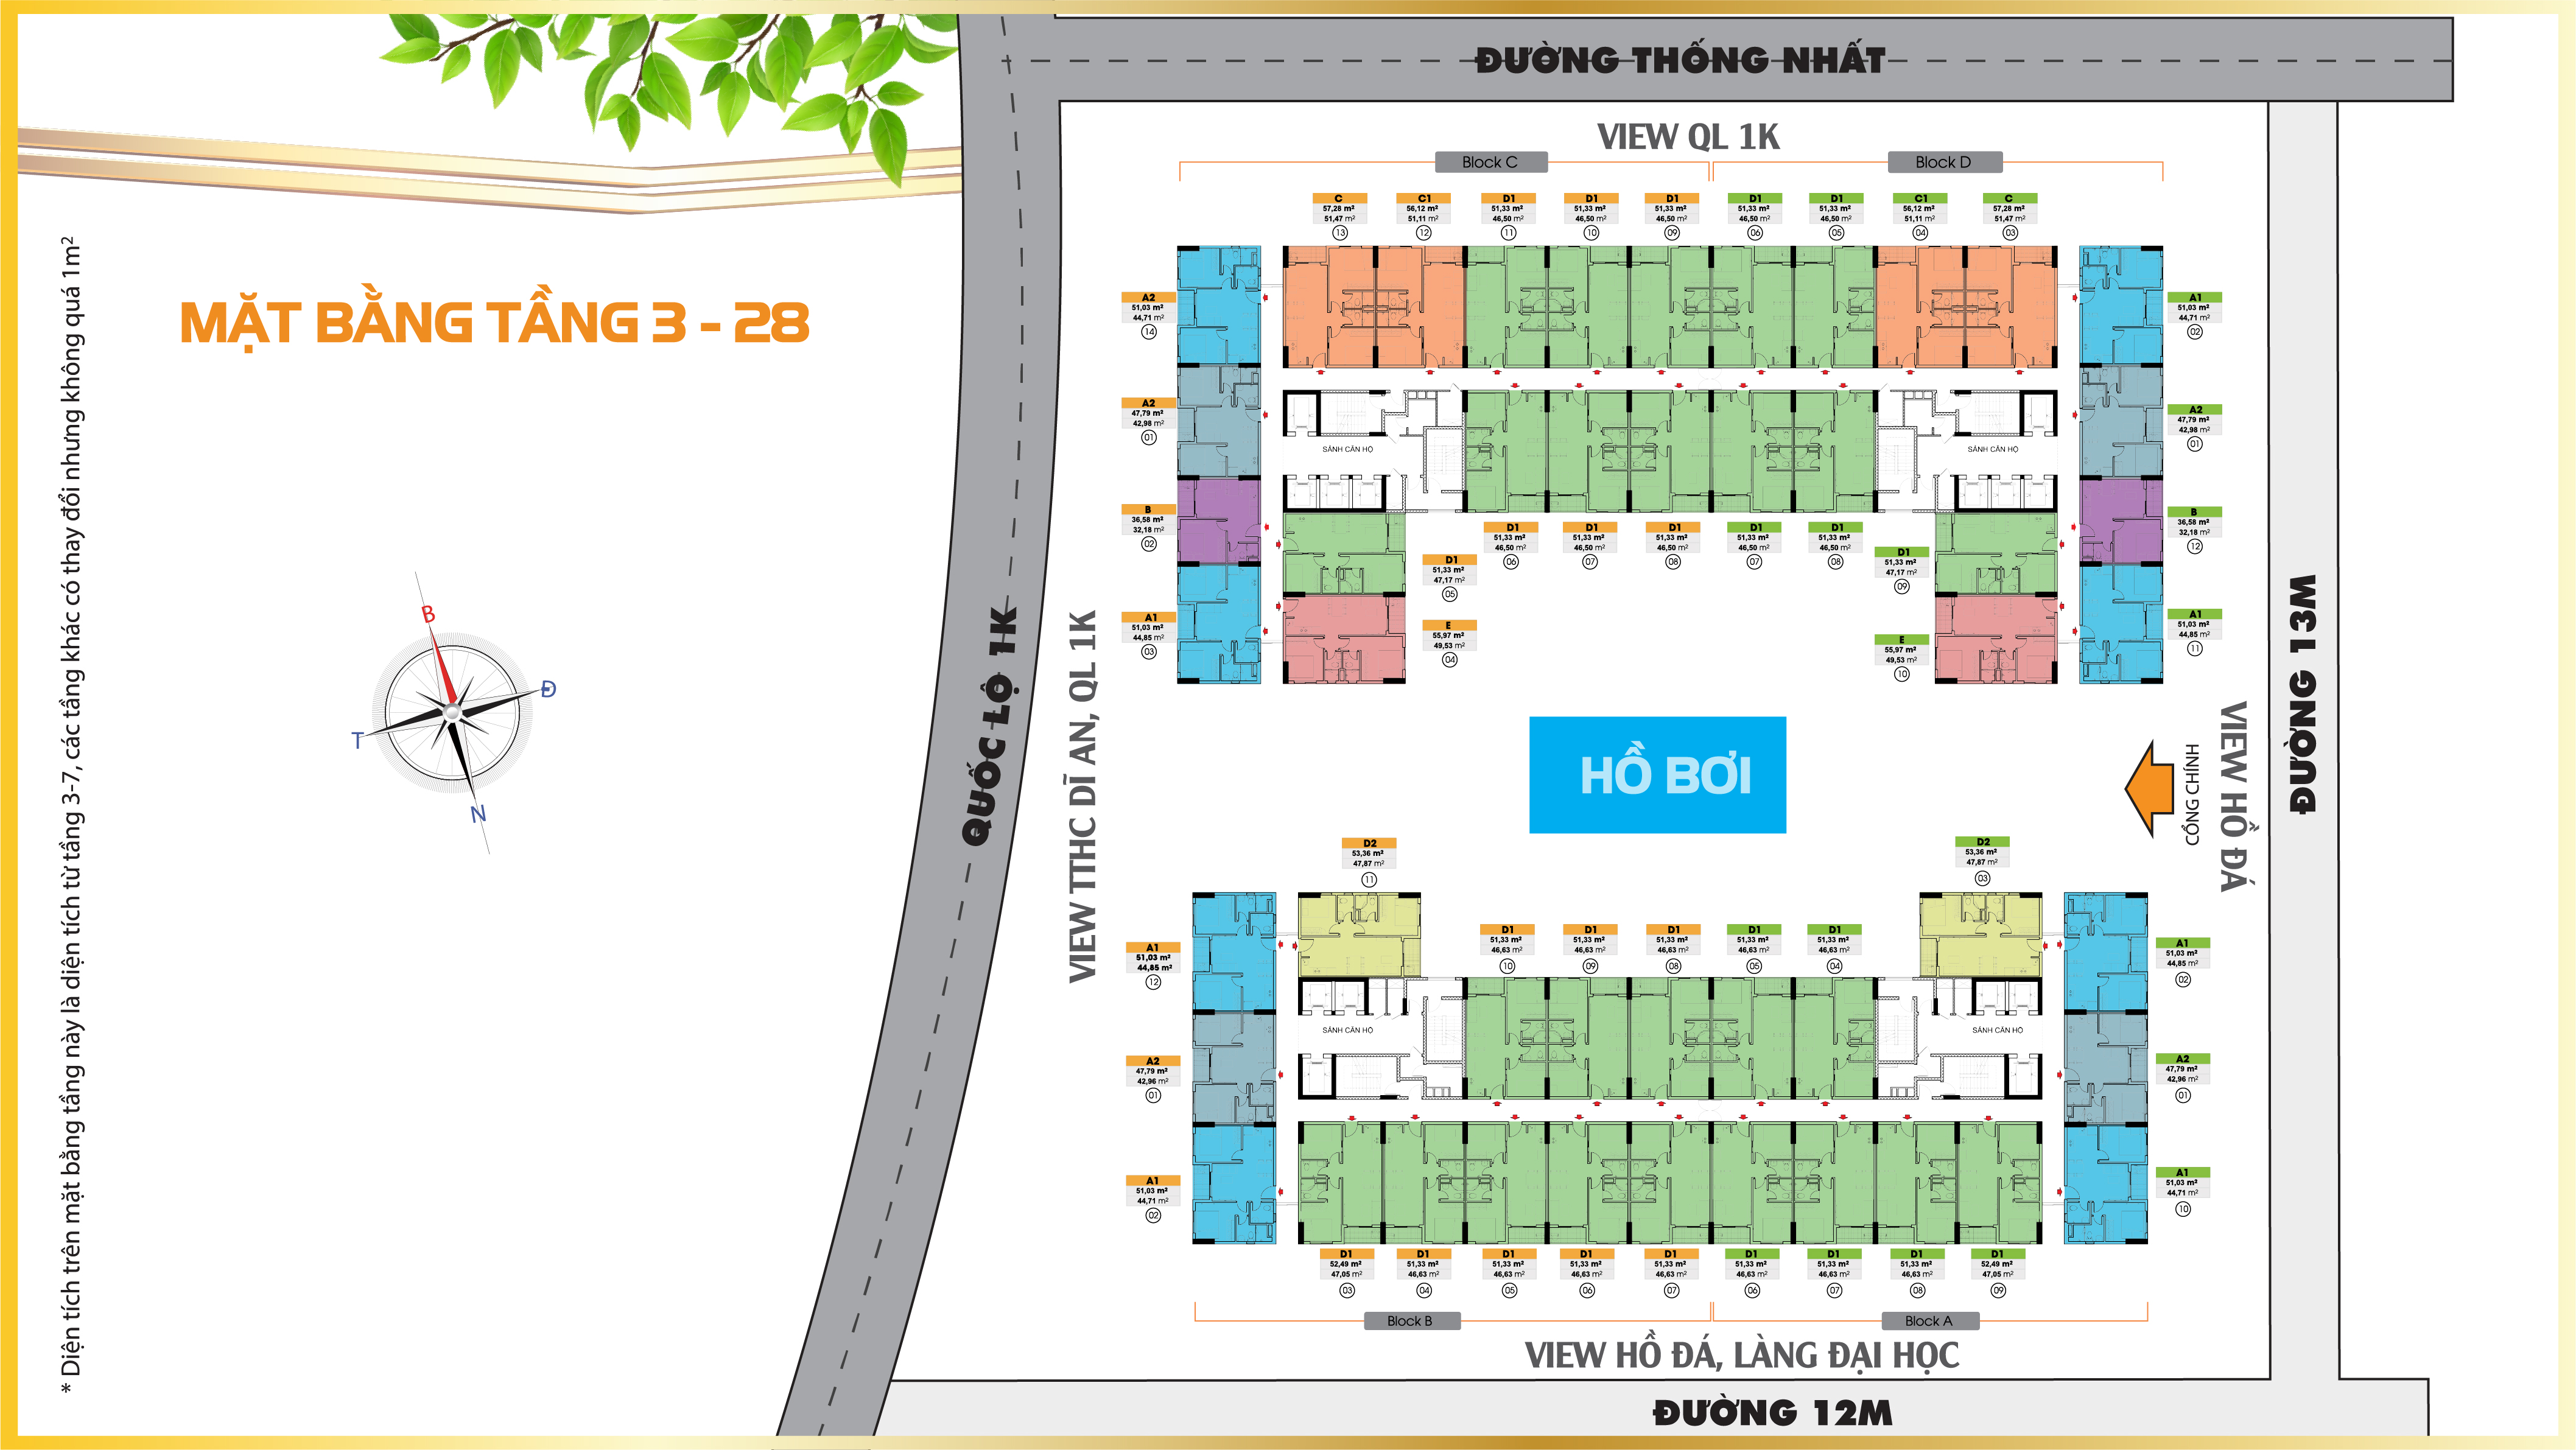 ĐƯỜNG THỐNG NHẤT
VIEW QL 1K
Block C
Block D
MẶT BẰNG TẦNG 3 - 28
* Diện tích trên mặt bằng tầng này là diện tích từ tầng 3-7, các tầng khác có thay đổi nhưng không quá 1m²
B
Đ
T
N
QUỐC LỘ 1K
VIEW TTHC DĨ AN, QL 1K
C
57,28 m²
51,47 m²
13
C1
56,12 m²
51,11 m²
12
D1
51,33 m²
46,50 m²
11
D1
51,33 m²
46,50 m²
10
D1
51,33 m²
46,50 m²
09
D1
51,33 m²
46,50 m²
06
D1
51,33 m²
46,50 m²
05
C1
56,12 m²
51,11 m²
04
C
57,28 m²
51,47 m²
03
A2
51,03 m²
44,71 m²
14
A2
47,79 m²
42,98 m²
01
B
36,58 m²
32,18 m²
02
A1
51,03 m²
44,85 m²
03
A1
51,03 m²
44,71 m²
02
A2
47,79 m²
42,98 m²
01
B
36,58 m²
32,18 m²
12
A1
51,03 m²
44,85 m²
11
SẢNH CĂN HỘ
SẢNH CĂN HỘ
D1
51,33 m²
46,50 m²
06
D1
51,33 m²
46,50 m²
07
D1
51,33 m²
46,50 m²
08
D1
51,33 m²
46,50 m²
07
D1
51,33 m²
46,50 m²
08
D1
51,33 m²
47,17 m²
05
D1
51,33 m²
47,17 m²
09
E
55,97 m²
49,53 m²
04
E
55,97 m²
49,53 m²
10
HỒ BƠI
CỔNG CHÍNH
VIEW HỒ ĐÁ
ĐƯỜNG 13M
D2
53,36 m²
47,87 m²
11
D2
53,36 m²
47,87 m²
03
D1
51,33 m²
46,63 m²
10
D1
51,33 m²
46,63 m²
09
D1
51,33 m²
46,63 m²
08
D1
51,33 m²
46,63 m²
05
D1
51,33 m²
46,63 m²
04
A1
51,03 m²
44,85 m²
12
A2
47,79 m²
42,96 m²
01
A1
51,03 m²
44,71 m²
02
A1
51,03 m²
44,85 m²
02
A2
47,79 m²
42,96 m²
01
A1
51,03 m²
44,71 m²
10
SẢNH CĂN HỘ
SẢNH CĂN HỘ
D1
52,49 m²
47,05 m²
03
D1
51,33 m²
46,63 m²
04
D1
51,33 m²
46,63 m²
05
D1
51,33 m²
46,63 m²
06
D1
51,33 m²
46,63 m²
07
D1
51,33 m²
46,63 m²
06
D1
51,33 m²
46,63 m²
07
D1
51,33 m²
46,63 m²
08
D1
52,49 m²
47,05 m²
09
Block B
Block A
VIEW HỒ ĐÁ, LÀNG ĐẠI HỌC
ĐƯỜNG 12M